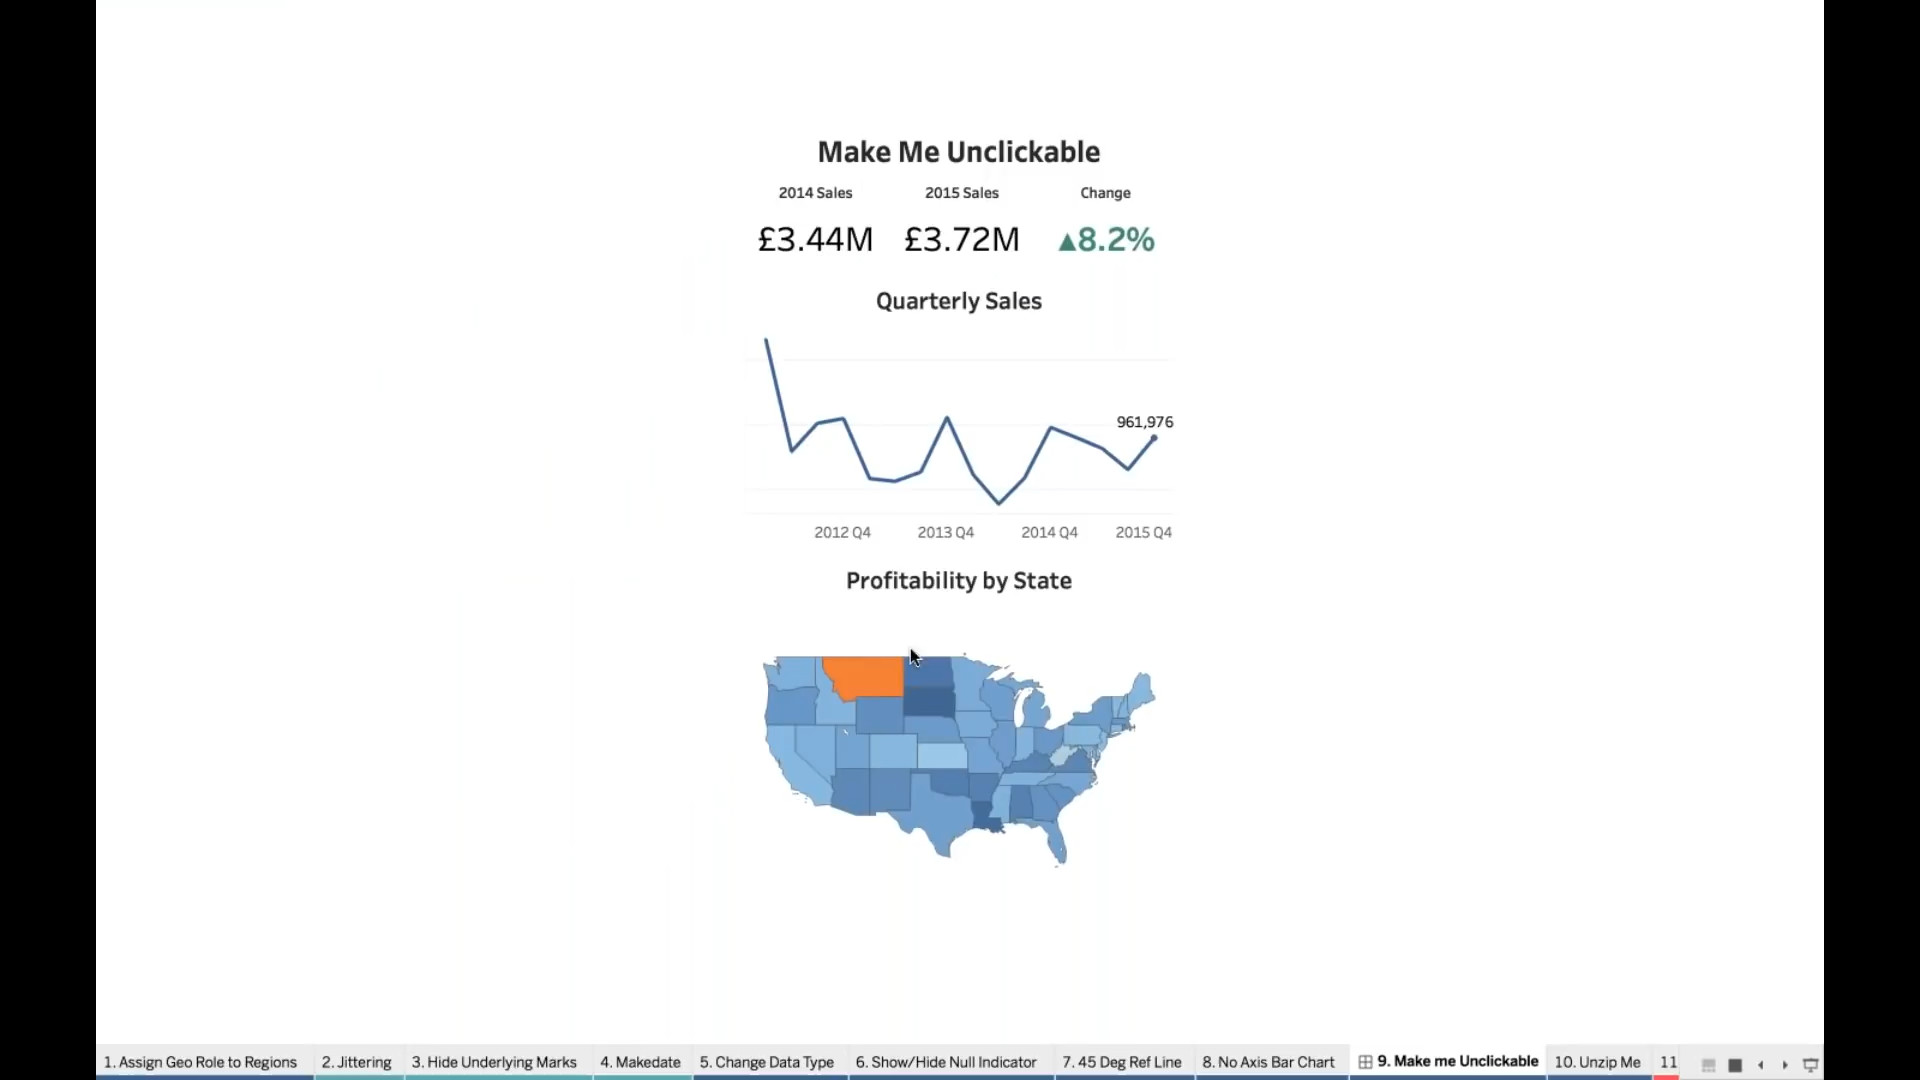 Make Me Unclickable
2014 Sales 2015 Sales Change
£3.44M £3.72M ▲8.2%
Quarterly Sales
961,976
2012 Q4 2013 Q4 2014 Q4 2015 Q4
Profitability by State
1. Assign Geo Role to Regions 2. Jittering 3. Hide Underlying Marks 4. Makedate 5. Change Data Type 6. Show/Hide Null Indicator 7. 45 Deg Ref Line 8. No Axis Bar Chart 9. Make me Unclickable 10. Unzip Me 11